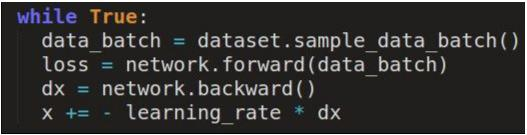 while True:
  data_batch = dataset.sample_data_batch()
  loss = network.forward(data_batch)
  dx = network.backward()
  x += - learning_rate * dx